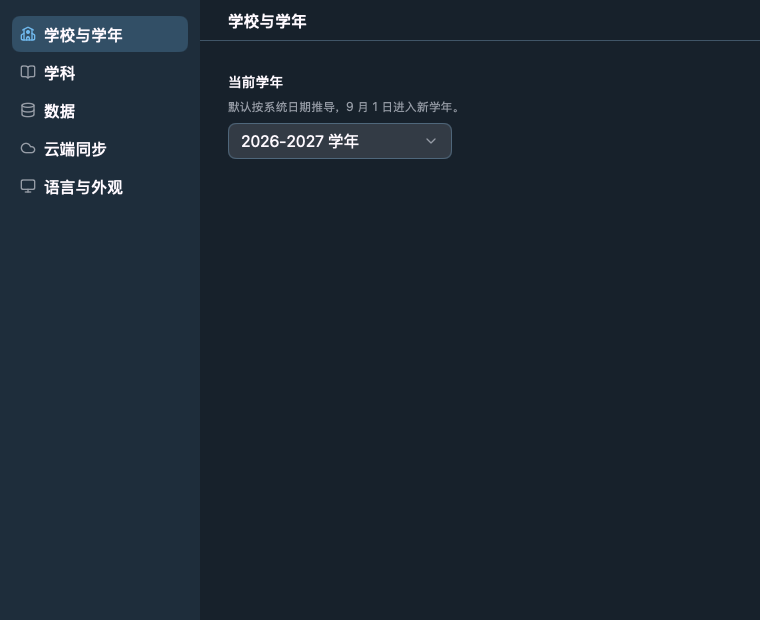 学校与学年
学科
数据
云端同步
语言与外观
学校与学年
当前学年
默认按系统日期推导，9 月 1 日进入新学年。
2026-2027 学年